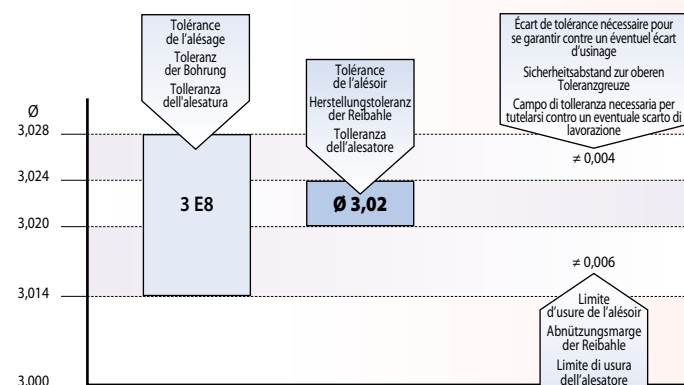 Tolérance
de l'alésage
Toleranz
der Bohrung
Tolleranza
dell'alesatura
Tolérance
de l'alésoir
Herstellungstoleranz
der Reibahle
Tolleranza
dell'alesatore
Écart de tolérance nécessaire pour
se garantir contre un éventuel écart
d'usinage
Sicherheitsabstand zur oberen
Toleranzgreuze
Campo di tolleranza necessaria per
tutelarsi contro un eventuale scarto di
lavorazione
Ø
3,028
3,024
3,020
3,014
3,000
3 E8
Ø 3,02
≠ 0,004
≠ 0,006
Limite
d'usure de l'alésoir
Abnützungsmarge
der Reibahle
Limite di usura
dell'alesatore